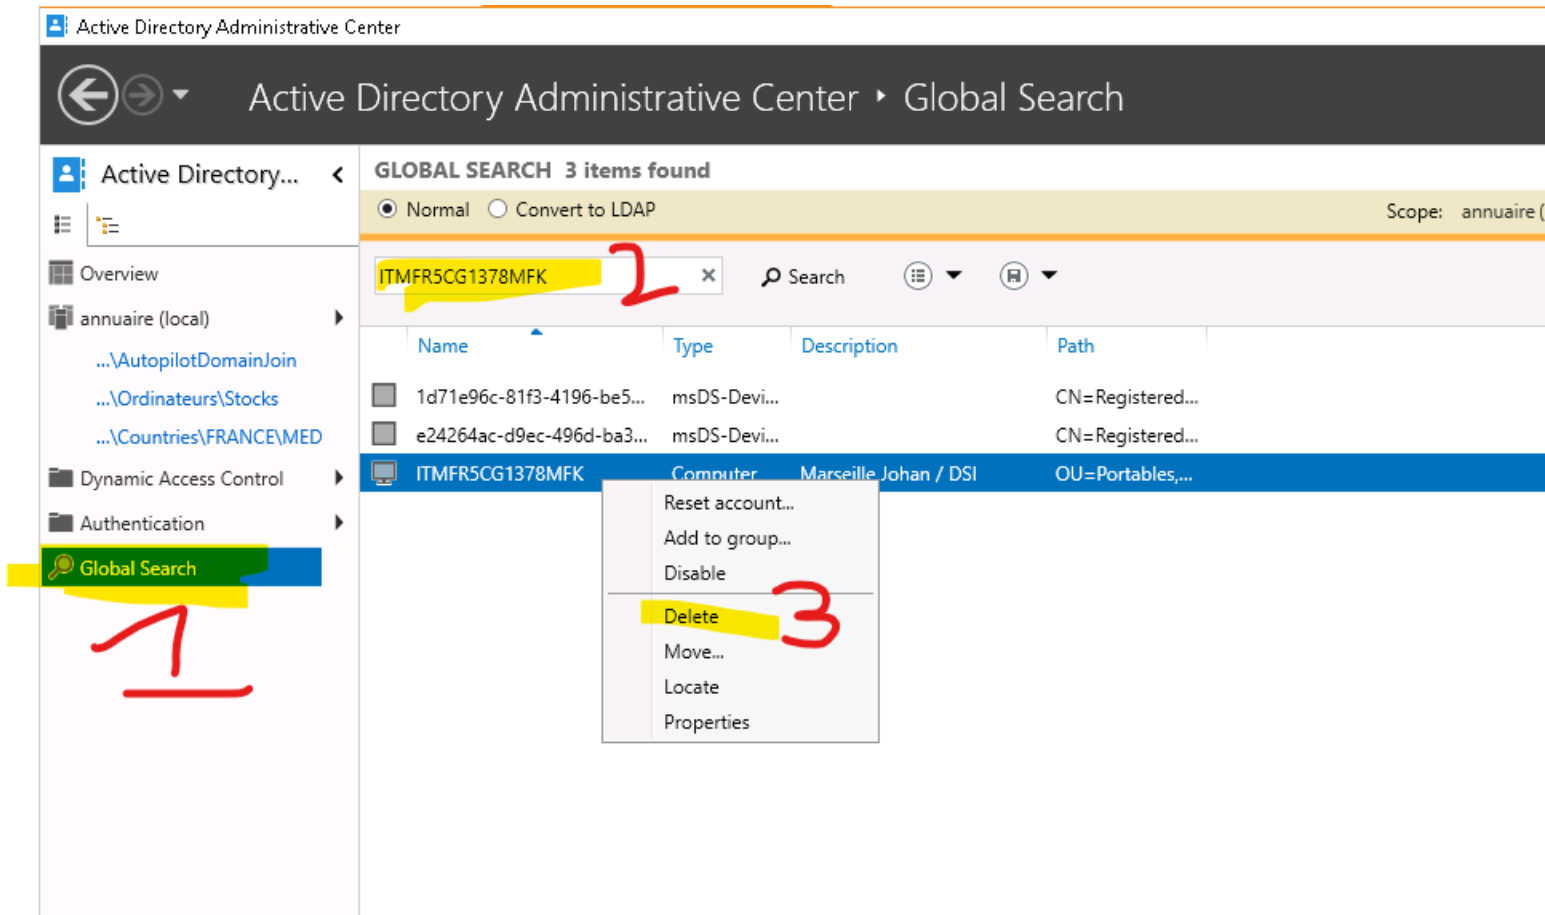 Active Directory Administrative Center
Active Directory Administrative Center ‣ Global Search
Active Directory...
GLOBAL SEARCH 3 items found
Normal Convert to LDAP
Scope: annuaire (
Overview
annuaire (local)
...\AutopilotDomainJoin
...\Ordinateurs\Stocks
...\Countries\FRANCE\MED
Dynamic Access Control
Authentication
Global Search
1
ITMFR5CG1378MFK
2
Search
Name Type Description Path
1d71e96c-81f3-4196-be5... msDS-Devi... CN=Registered...
e24264ac-d9ec-496d-ba3... msDS-Devi... CN=Registered...
ITMFR5CG1378MFK Computer Marseille Johan / DSI OU=Portables,...
Reset account...
Add to group...
Disable
Delete
3
Move...
Locate
Properties